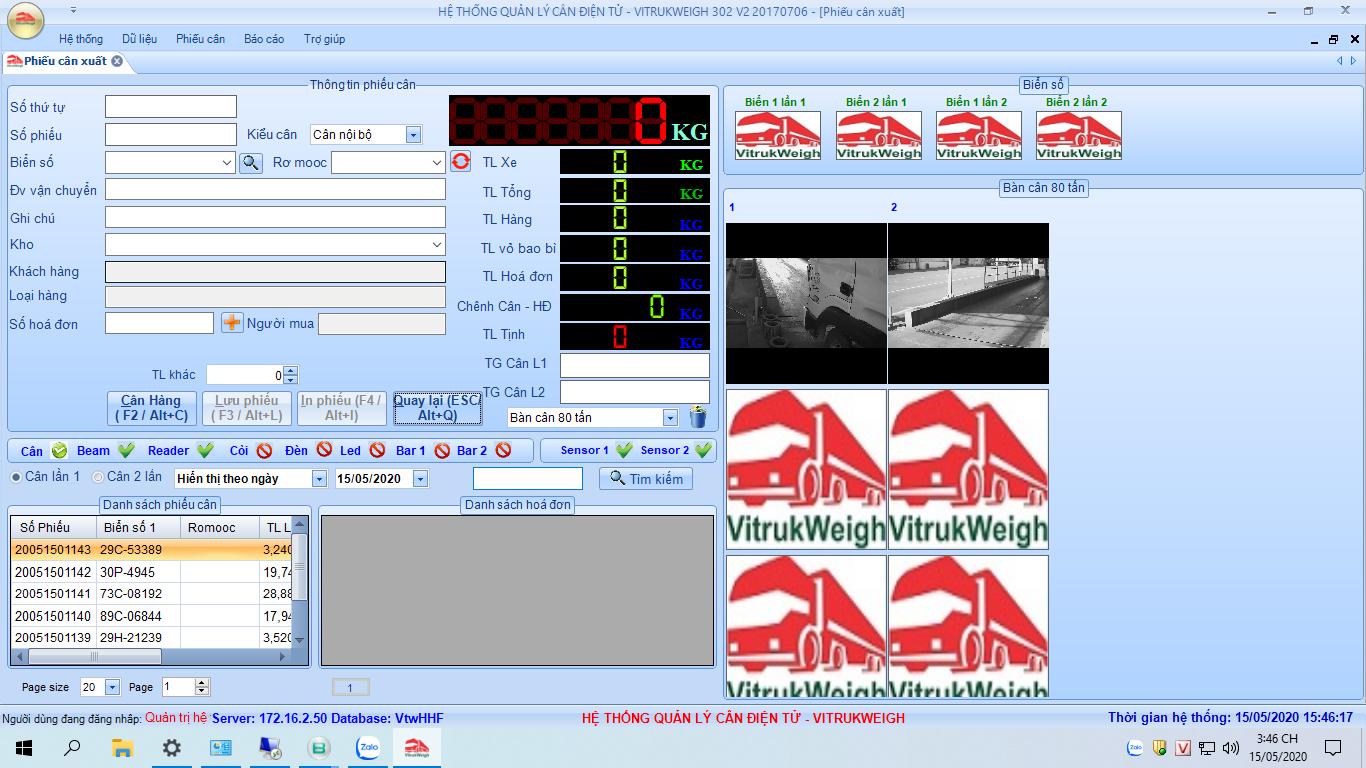 HỆ THỐNG QUẢN LÝ CÂN ĐIỆN TỬ - VITRUKWEIGH 302 V2 20170706 - [Phiếu cân xuất]
Hệ thống Dữ liệu Phiếu cân Báo cáo Trợ giúp
Phiếu cân xuất
Thông tin phiếu cân
Số thứ tự
Số phiếu
Kiểu cân
Cân nội bộ
0 KG
Biển số
Rơ mooc
Đv vận chuyển
Ghi chú
Kho
Khách hàng
Loại hàng
Số hoá đơn
Người mua
TL khác 0
TL Xe 0 KG
TL Tổng 0 KG
TL Hàng 0 KG
TL vỏ bao bì 0 KG
TL Hoá đơn 0 KG
Chênh Cân - HĐ 0 KG
TL Tịnh 0 KG
TG Cân L1
TG Cân L2
Bàn cân 80 tấn
Cân Hàng
( F2 / Alt+C)
Lưu phiếu
( F3 / Alt+L)
In phiếu (F4 /
Alt+I)
Quay lại (ESC/
Alt+Q)
Cân Beam Reader Còi Đèn Led Bar 1 Bar 2 Sensor 1 Sensor 2
Cân lần 1 Cân 2 lần Hiển thị theo ngày 15/05/2020 Tìm kiếm
Danh sách phiếu cân
Số Phiếu Biển số 1 Romooc TL L
20051501143 29C-53389 3,240
20051501142 30P-4945 19,74
20051501141 73C-08192 28,88
20051501140 89C-06844 17,94
20051501139 29H-21239 3,520
Danh sách hoá đơn
Page size 20 Page 1 1
Biển số
Biển 1 lần 1 Biển 2 lần 1 Biển 1 lần 2 Biển 2 lần 2
VitrukWeigh VitrukWeigh VitrukWeigh VitrukWeigh
Bàn cân 80 tấn
1 2
VitrukWeigh VitrukWeigh
VitrukWeigh VitrukWeigh
Người dùng đang đăng nhập: Quản trị hệ Server: 172.16.2.50 Database: VtwHHF
HỆ THỐNG QUẢN LÝ CÂN ĐIỆN TỬ - VITRUKWEIGH
Thời gian hệ thống: 15/05/2020 15:46:17
Zalo
3:46 CH
15/05/2020